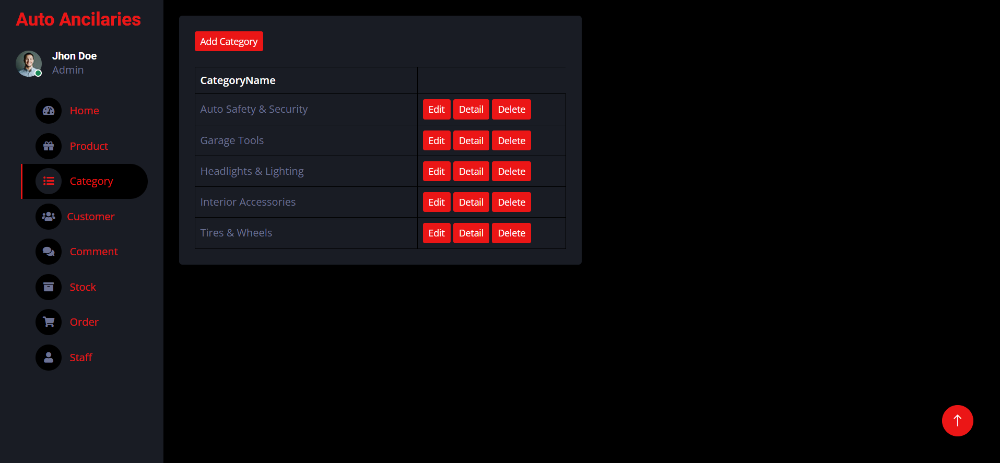 Auto Ancilaries
Jhon Doe
Admin
Home
Product
Category
Customer
Comment
Stock
Order
Staff
Add Category
CategoryName
Auto Safety & Security Edit Detail Delete
Garage Tools Edit Detail Delete
Headlights & Lighting Edit Detail Delete
Interior Accessories Edit Detail Delete
Tires & Wheels Edit Detail Delete